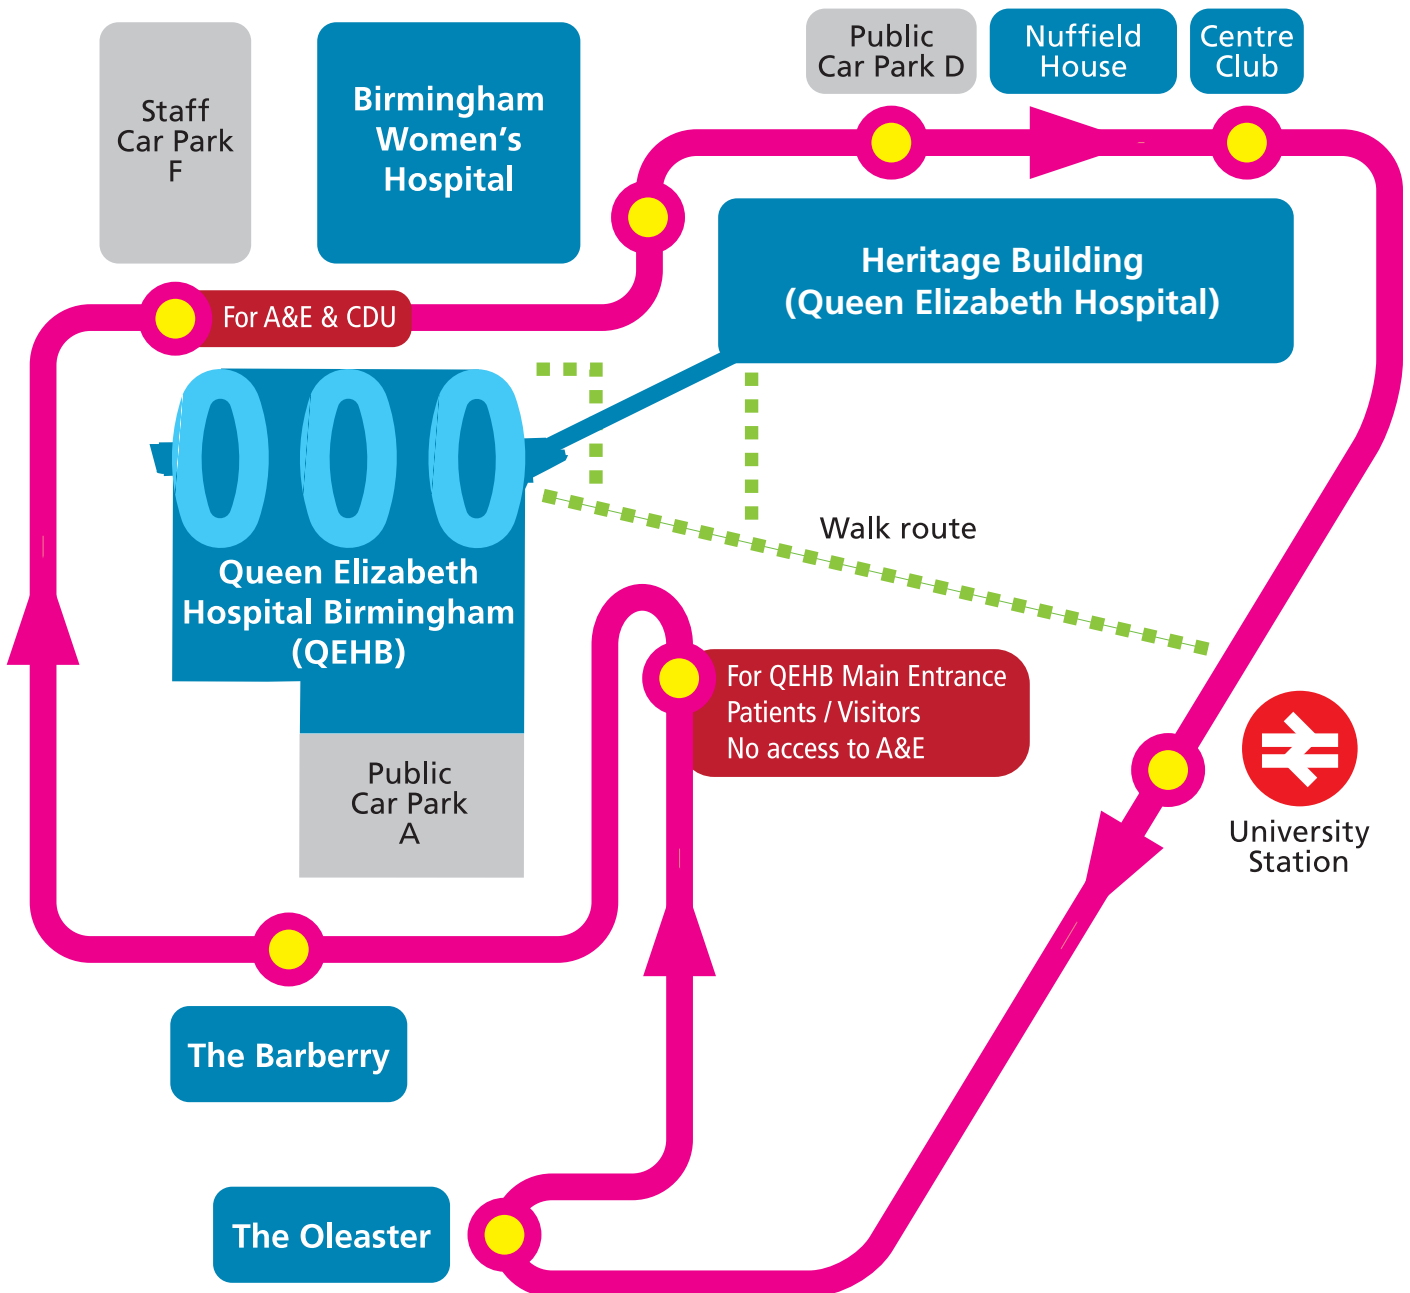 Staff
Car Park
F
Birmingham
Women's
Hospital
Public
Car Park D
Nuffield
House
Centre
Club
Heritage Building
(Queen Elizabeth Hospital)
For A&E & CDU
Queen Elizabeth
Hospital Birmingham
(QEHB)
Walk route
For QEHB Main Entrance
Patients / Visitors
No access to A&E
Public
Car Park
A
University
Station
The Barberry
The Oleaster